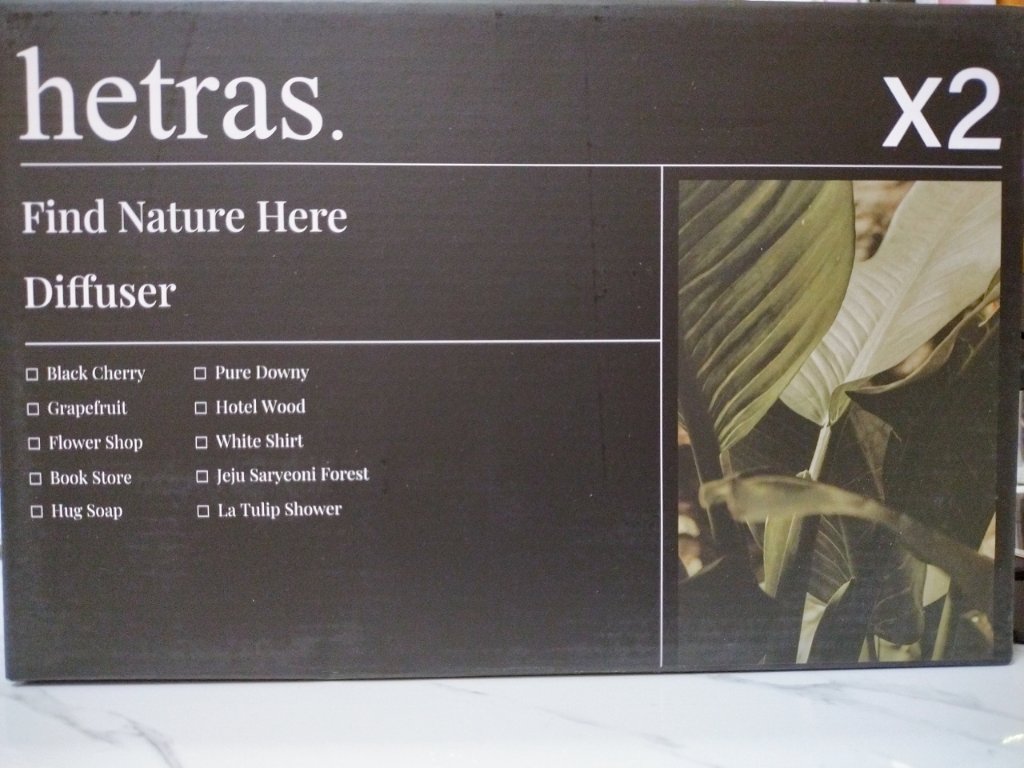 hetras.
X2
Find Nature Here
Diffuser
☐ Black Cherry
☐ Grapefruit
☐ Flower Shop
☐ Book Store
☐ Hug Soap
☐ Pure Downy
☐ Hotel Wood
☐ White Shirt
☐ Jeju Saryeoni Forest
☐ La Tulip Shower